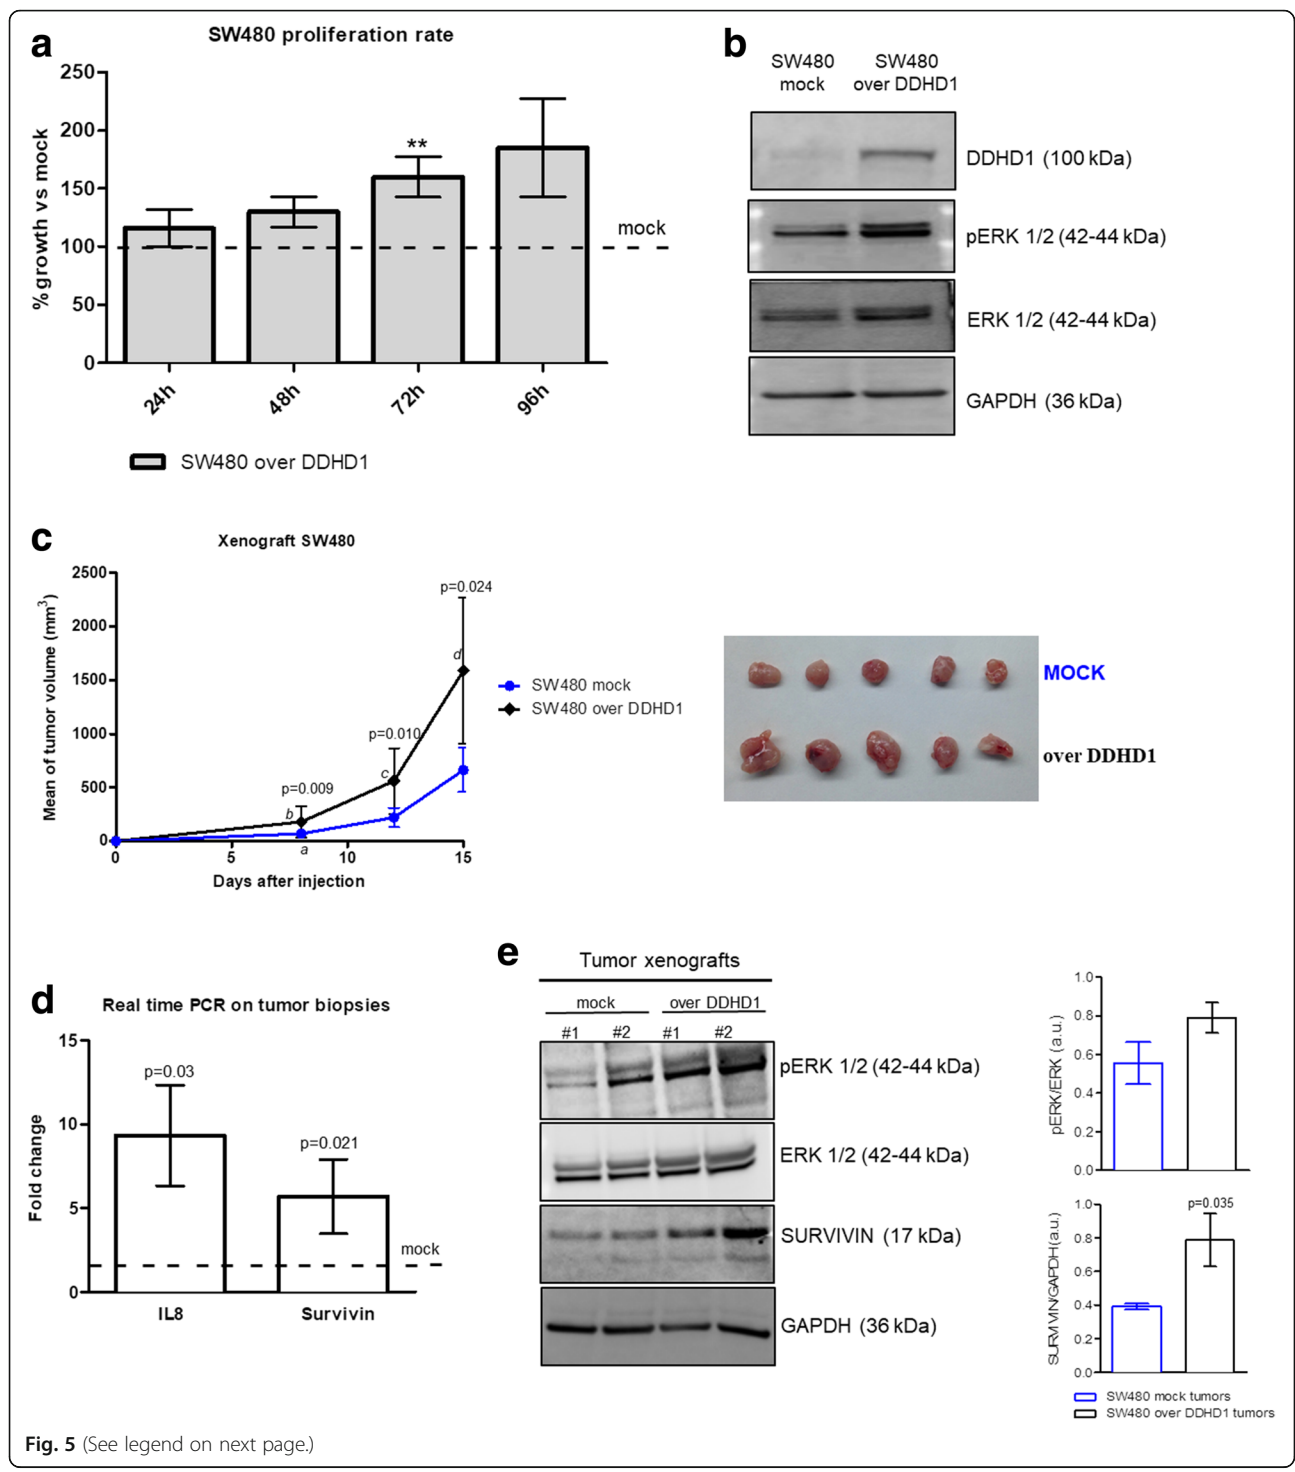 a
SW480 proliferation rate
250
200
150
100
50
0
%growth vs mock
**
mock
24h
48h
72h
96h
SW480 over DDHD1
b
SW480 mock
SW480 over DDHD1
DDHD1 (100 kDa)
pERK 1/2 (42-44 kDa)
ERK 1/2 (42-44 kDa)
GAPDH (36 kDa)
c
Xenograft SW480
2500
2000
1500
1000
500
0
Mean of tumor volume (mm³)
p=0.009
p=0.010
p=0.024
a
b
c
d
0
5
10
15
Days after injection
SW480 mock
SW480 over DDHD1
MOCK
over DDHD1
d
Real time PCR on tumor biopsies
15
10
5
0
Fold change
p=0.03
p=0.021
mock
IL8
Survivin
e
Tumor xenografts
mock
over DDHD1
#1
#2
#1
#2
pERK 1/2 (42-44 kDa)
ERK 1/2 (42-44 kDa)
SURVIVIN (17 kDa)
GAPDH (36 kDa)
1.0
0.8
0.6
0.4
0.2
0.0
pERK/ERK (a.u.)
1.0
0.8
0.6
0.4
0.2
0.0
SURVIVIN/GAPDH (a.u.)
p=0.035
SW480 mock tumors
SW480 over DDHD1 tumors
Fig. 5 (See legend on next page.)